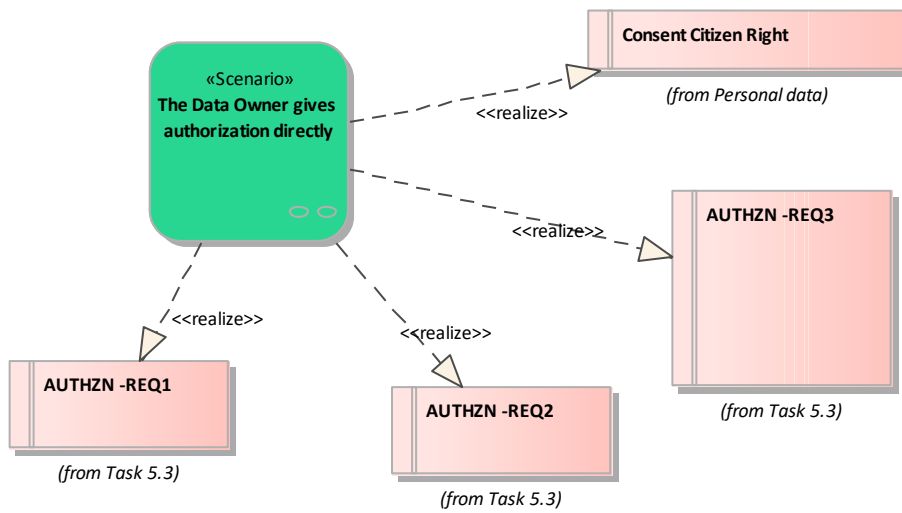 Consent Citizen Right
(from Personal data)
«Scenario»
The Data Owner gives
authorization directly
<<realize>>
AUTHZN -REQ3
<<realize>>
(from Task 5.3)
<<realize>>
<<realize>>
AUTHZN -REQ1
(from Task 5.3)
AUTHZN -REQ2
(from Task 5.3)